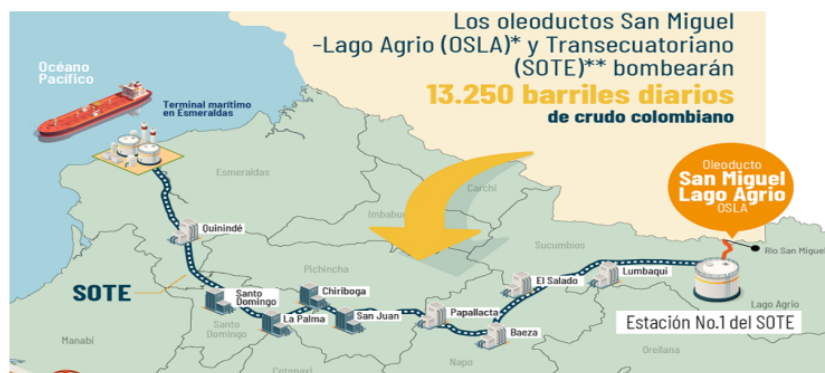 Los oleoductos San Miguel
-Lago Agrio (OSLA)* y Transecuatoriano
(SOTE)** bombearán
13.250 barriles diarios
de crudo colombiano
Océano
Pacífico
Terminal marítimo
en Esmeraldas
Oleoducto
San Miguel
Lago Agrio
OSLA
Esmeraldas
Carchi
Imbabura
Quinindé
Sucumbios
Río San Miguel
Pichincha
El Salado
Lumbaqui
SOTE
Santo
Domingo
Chiriboga
Lago Agrio
La Palma
San Juan
Papallacta
Estación No.1 del SOTE
Santo
Domingo
Baeza
Manabí
Orellana
Napo
Cotopaxi